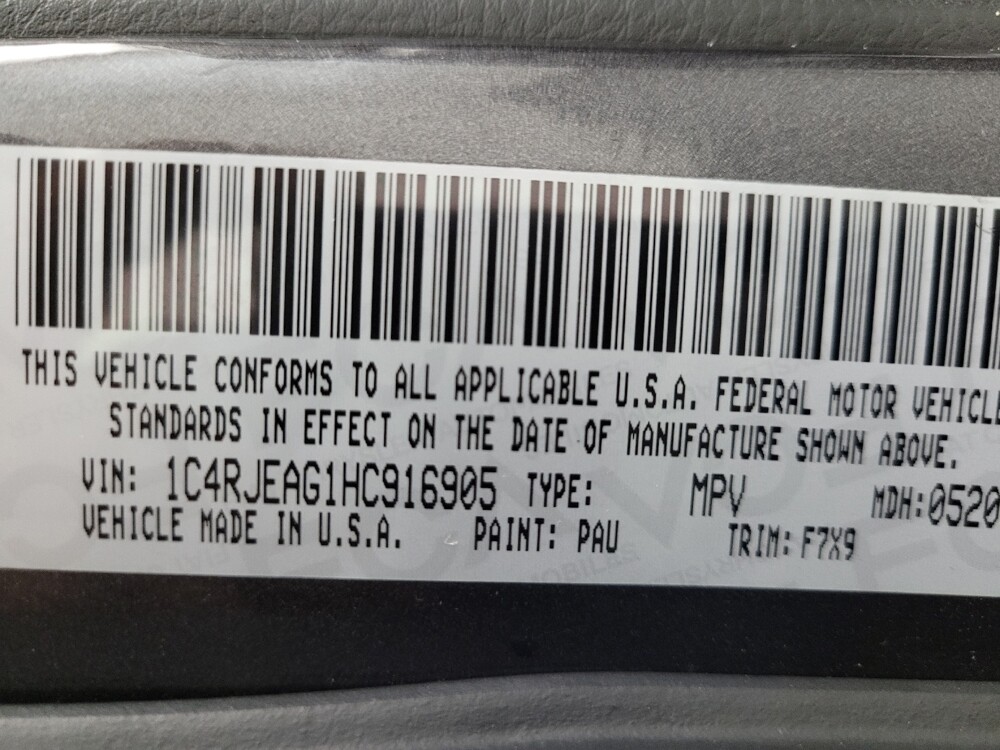 THIS VEHICLE CONFORMS TO ALL APPLICABLE U.S.A. FEDERAL MOTOR VEHICL
STANDARDS IN EFFECT ON THE DATE OF MANUFACTURE SHOWN ABOVE.
VIN: 1C4RJEAG1HC916905 TYPE: MPV MDH:0520
VEHICLE MADE IN U.S.A. PAINT: PAU TRIM: F7X9